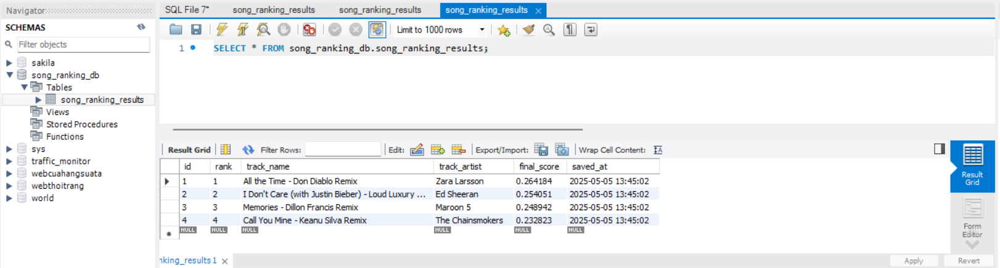 Navigator
SCHEMAS
Filter objects
sakila
song_ranking_db
Tables
song_ranking_results
Views
Stored Procedures
Functions
sys
traffic_monitor
webcuahangsuata
webthoitrang
world
SQL File 7* song_ranking_results song_ranking_results song_ranking_results
Limit to 1000 rows
1 SELECT * FROM song_ranking_db.song_ranking_results;
Result Grid Filter Rows: Edit: Export/Import: Wrap Cell Content: IA
id rank track_name track_artist final_score saved_at
1 1 All the Time - Don Diablo Remix Zara Larsson 0.264184 2025-05-05 13:45:02
2 2 I Don't Care (with Justin Bieber) - Loud Luxury ... Ed Sheeran 0.254051 2025-05-05 13:45:02
3 3 Memories - Dillon Francis Remix Maroon 5 0.248942 2025-05-05 13:45:02
4 4 Call You Mine - Keanu Silva Remix The Chainsmokers 0.232823 2025-05-05 13:45:02
NULL NULL NULL NULL NULL NULL
Result
Grid
Form
Editor
nking_results1
Apply Revert